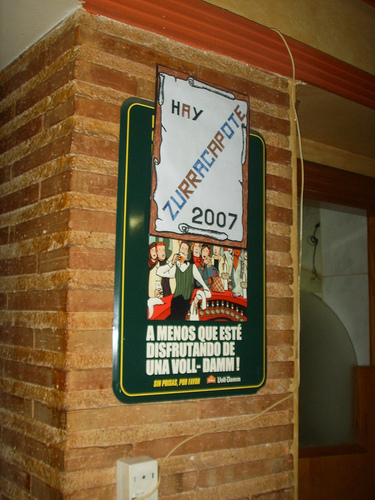 HAY
ZURRACAPOTE
2007
A MENOS QUE ESTÉ
DISFRUTANDO DE
UNA VOLL-DAMM!
SIN PRISAS, POR FAVOR
Voll-Damm